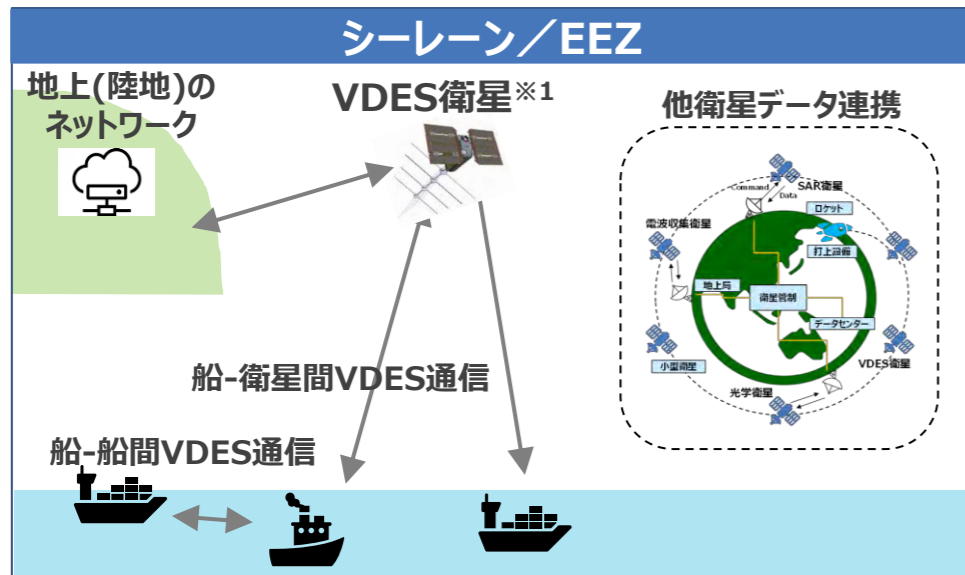 シーレーン／EEZ
地上(陸地)の
ネットワーク
VDES衛星※1
他衛星データ連携
SAR衛星
Command
Data
ロケット
電波収集衛星
打上設備
地上局
衛星管制
データセンター
小型衛星
VDES衛星
光学衛星
船-衛星間VDES通信
船-船間VDES通信